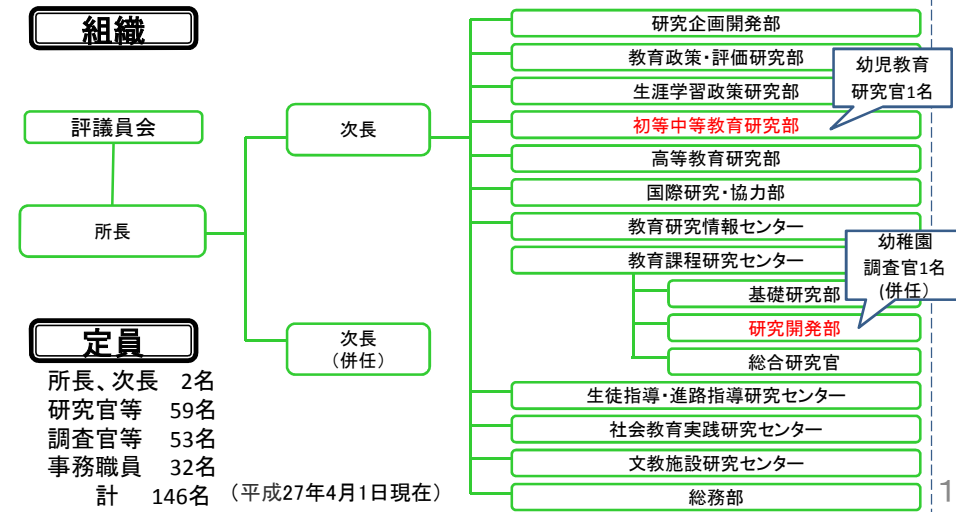 組織
評議員会
所長
次長
次長
(併任)
研究企画開発部
教育政策・評価研究部
生涯学習政策研究部
初等中等教育研究部
高等教育研究部
国際研究・協力部
教育研究情報センター
教育課程研究センター
基礎研究部
研究開発部
総合研究官
生徒指導・進路指導研究センター
社会教育実践研究センター
文教施設研究センター
総務部
幼児教育
研究官1名
幼稚園
調査官1名
(併任)
定員
所長、次長 2名
研究官等 59名
調査官等 53名
事務職員 32名
計 146名 (平成27年4月1日現在)
1